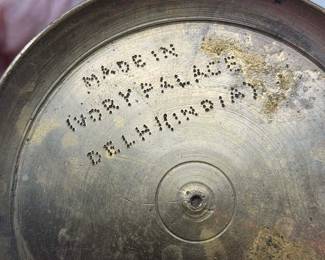 MADE IN
IVORY PALACE
DELHI (INDIA)